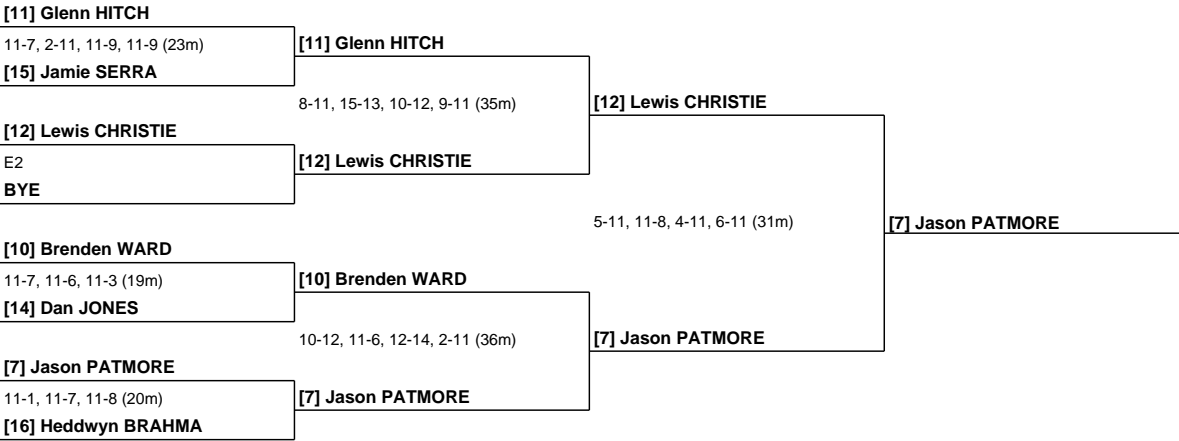 [11] Glenn HITCH
11-7, 2-11, 11-9, 11-9 (23m)
[11] Glenn HITCH
[15] Jamie SERRA
8-11, 15-13, 10-12, 9-11 (35m)
[12] Lewis CHRISTIE
[12] Lewis CHRISTIE
E2
[12] Lewis CHRISTIE
BYE
5-11, 11-8, 4-11, 6-11 (31m)
[7] Jason PATMORE
[10] Brenden WARD
11-7, 11-6, 11-3 (19m)
[10] Brenden WARD
[14] Dan JONES
10-12, 11-6, 12-14, 2-11 (36m)
[7] Jason PATMORE
[7] Jason PATMORE
11-1, 11-7, 11-8 (20m)
[7] Jason PATMORE
[16] Heddwyn BRAHMA